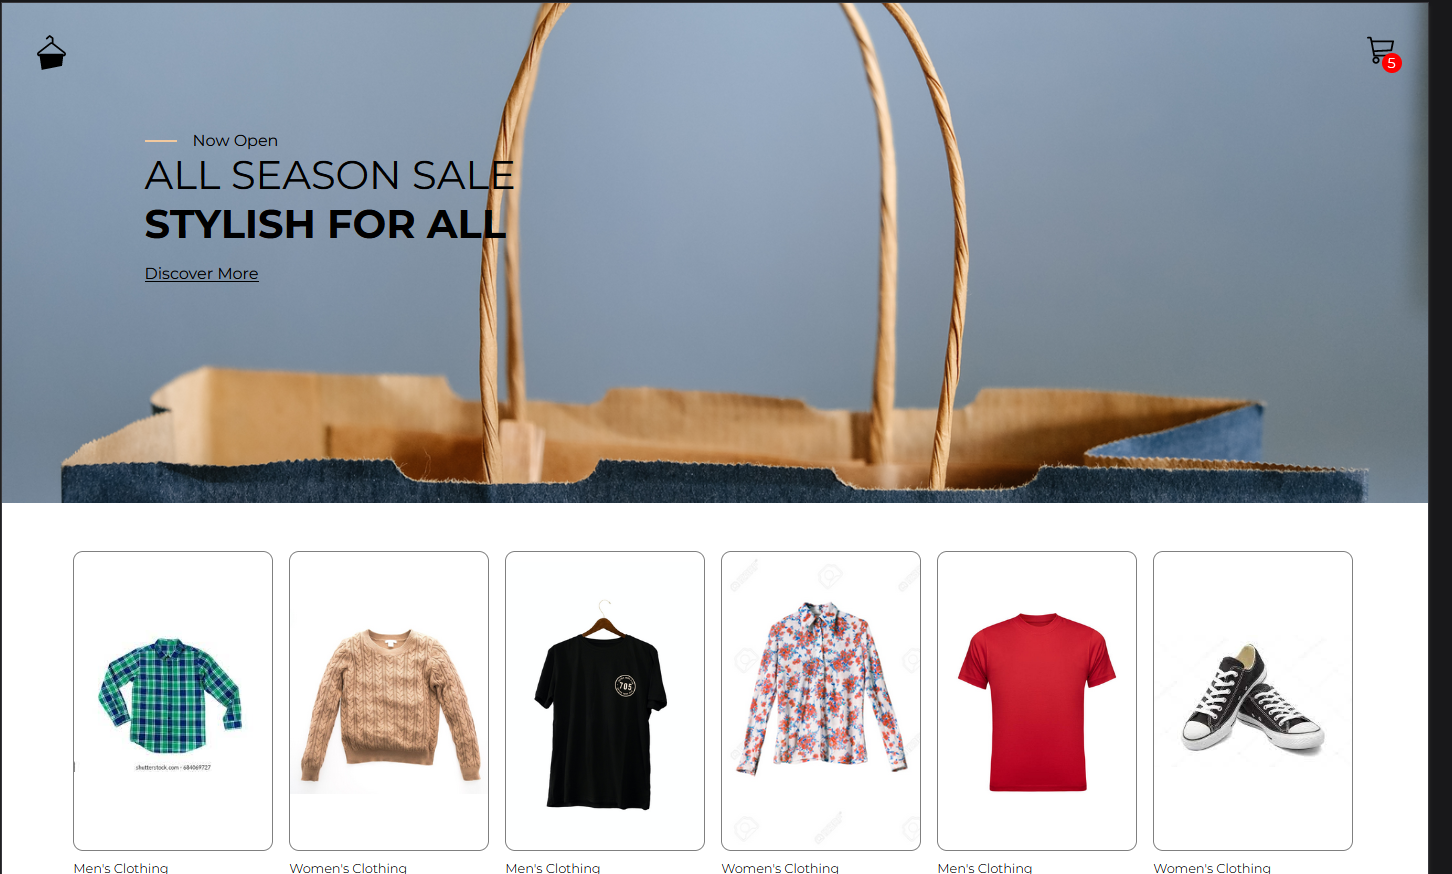 5
Now Open
ALL SEASON SALE
STYLISH FOR ALL
Discover More
705
shutterstock.com · 684069727
Men's Clothing
Women's Clothing
Men's Clothing
Women's Clothing
Men's Clothing
Women's Clothing